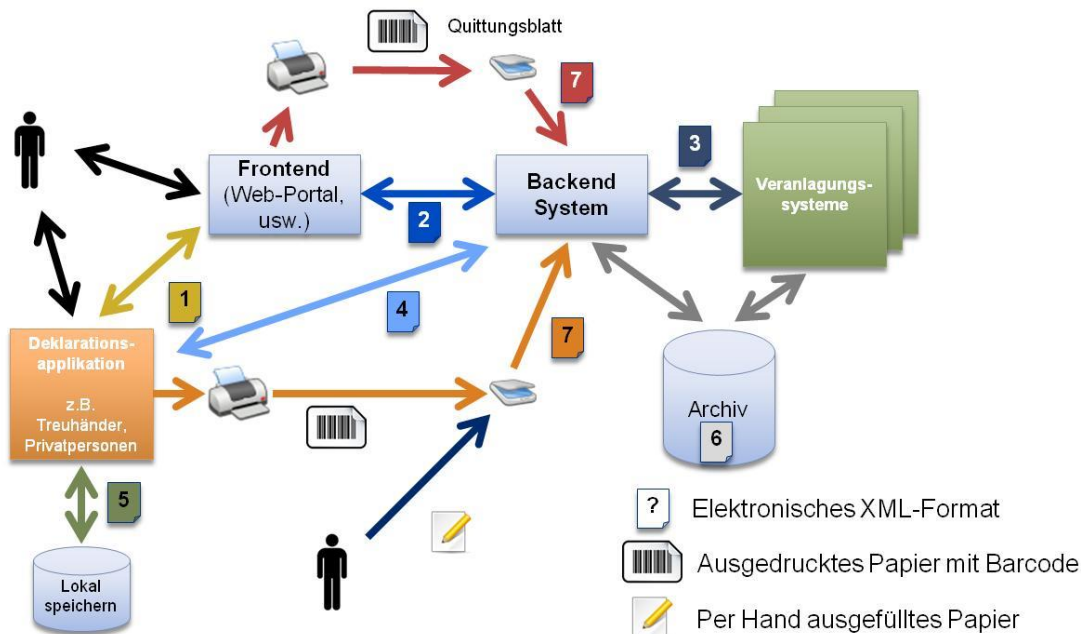 Quittungsblatt
7
Frontend
(Web-Portal,
usw.)
2
Backend
System
3
Veranlagungs-
systeme
1
4
Deklarations-
applikation
z.B.
Treuhänder,
Privatpersonen
7
Archiv
6
5
Lokal
speichern
? Elektronisches XML-Format
Ausgedrucktes Papier mit Barcode
Per Hand ausgefülltes Papier